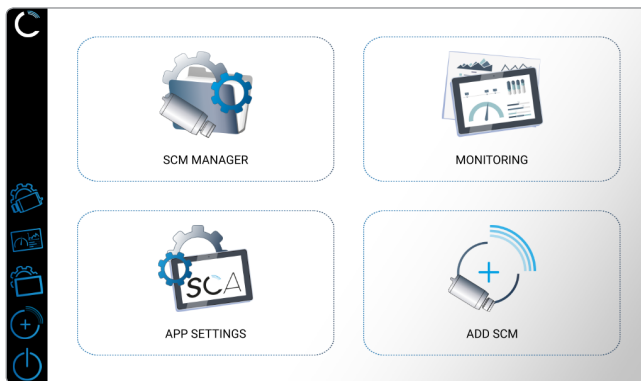 SCM MANAGER
MONITORING
SCA
APP SETTINGS
ADD SCM